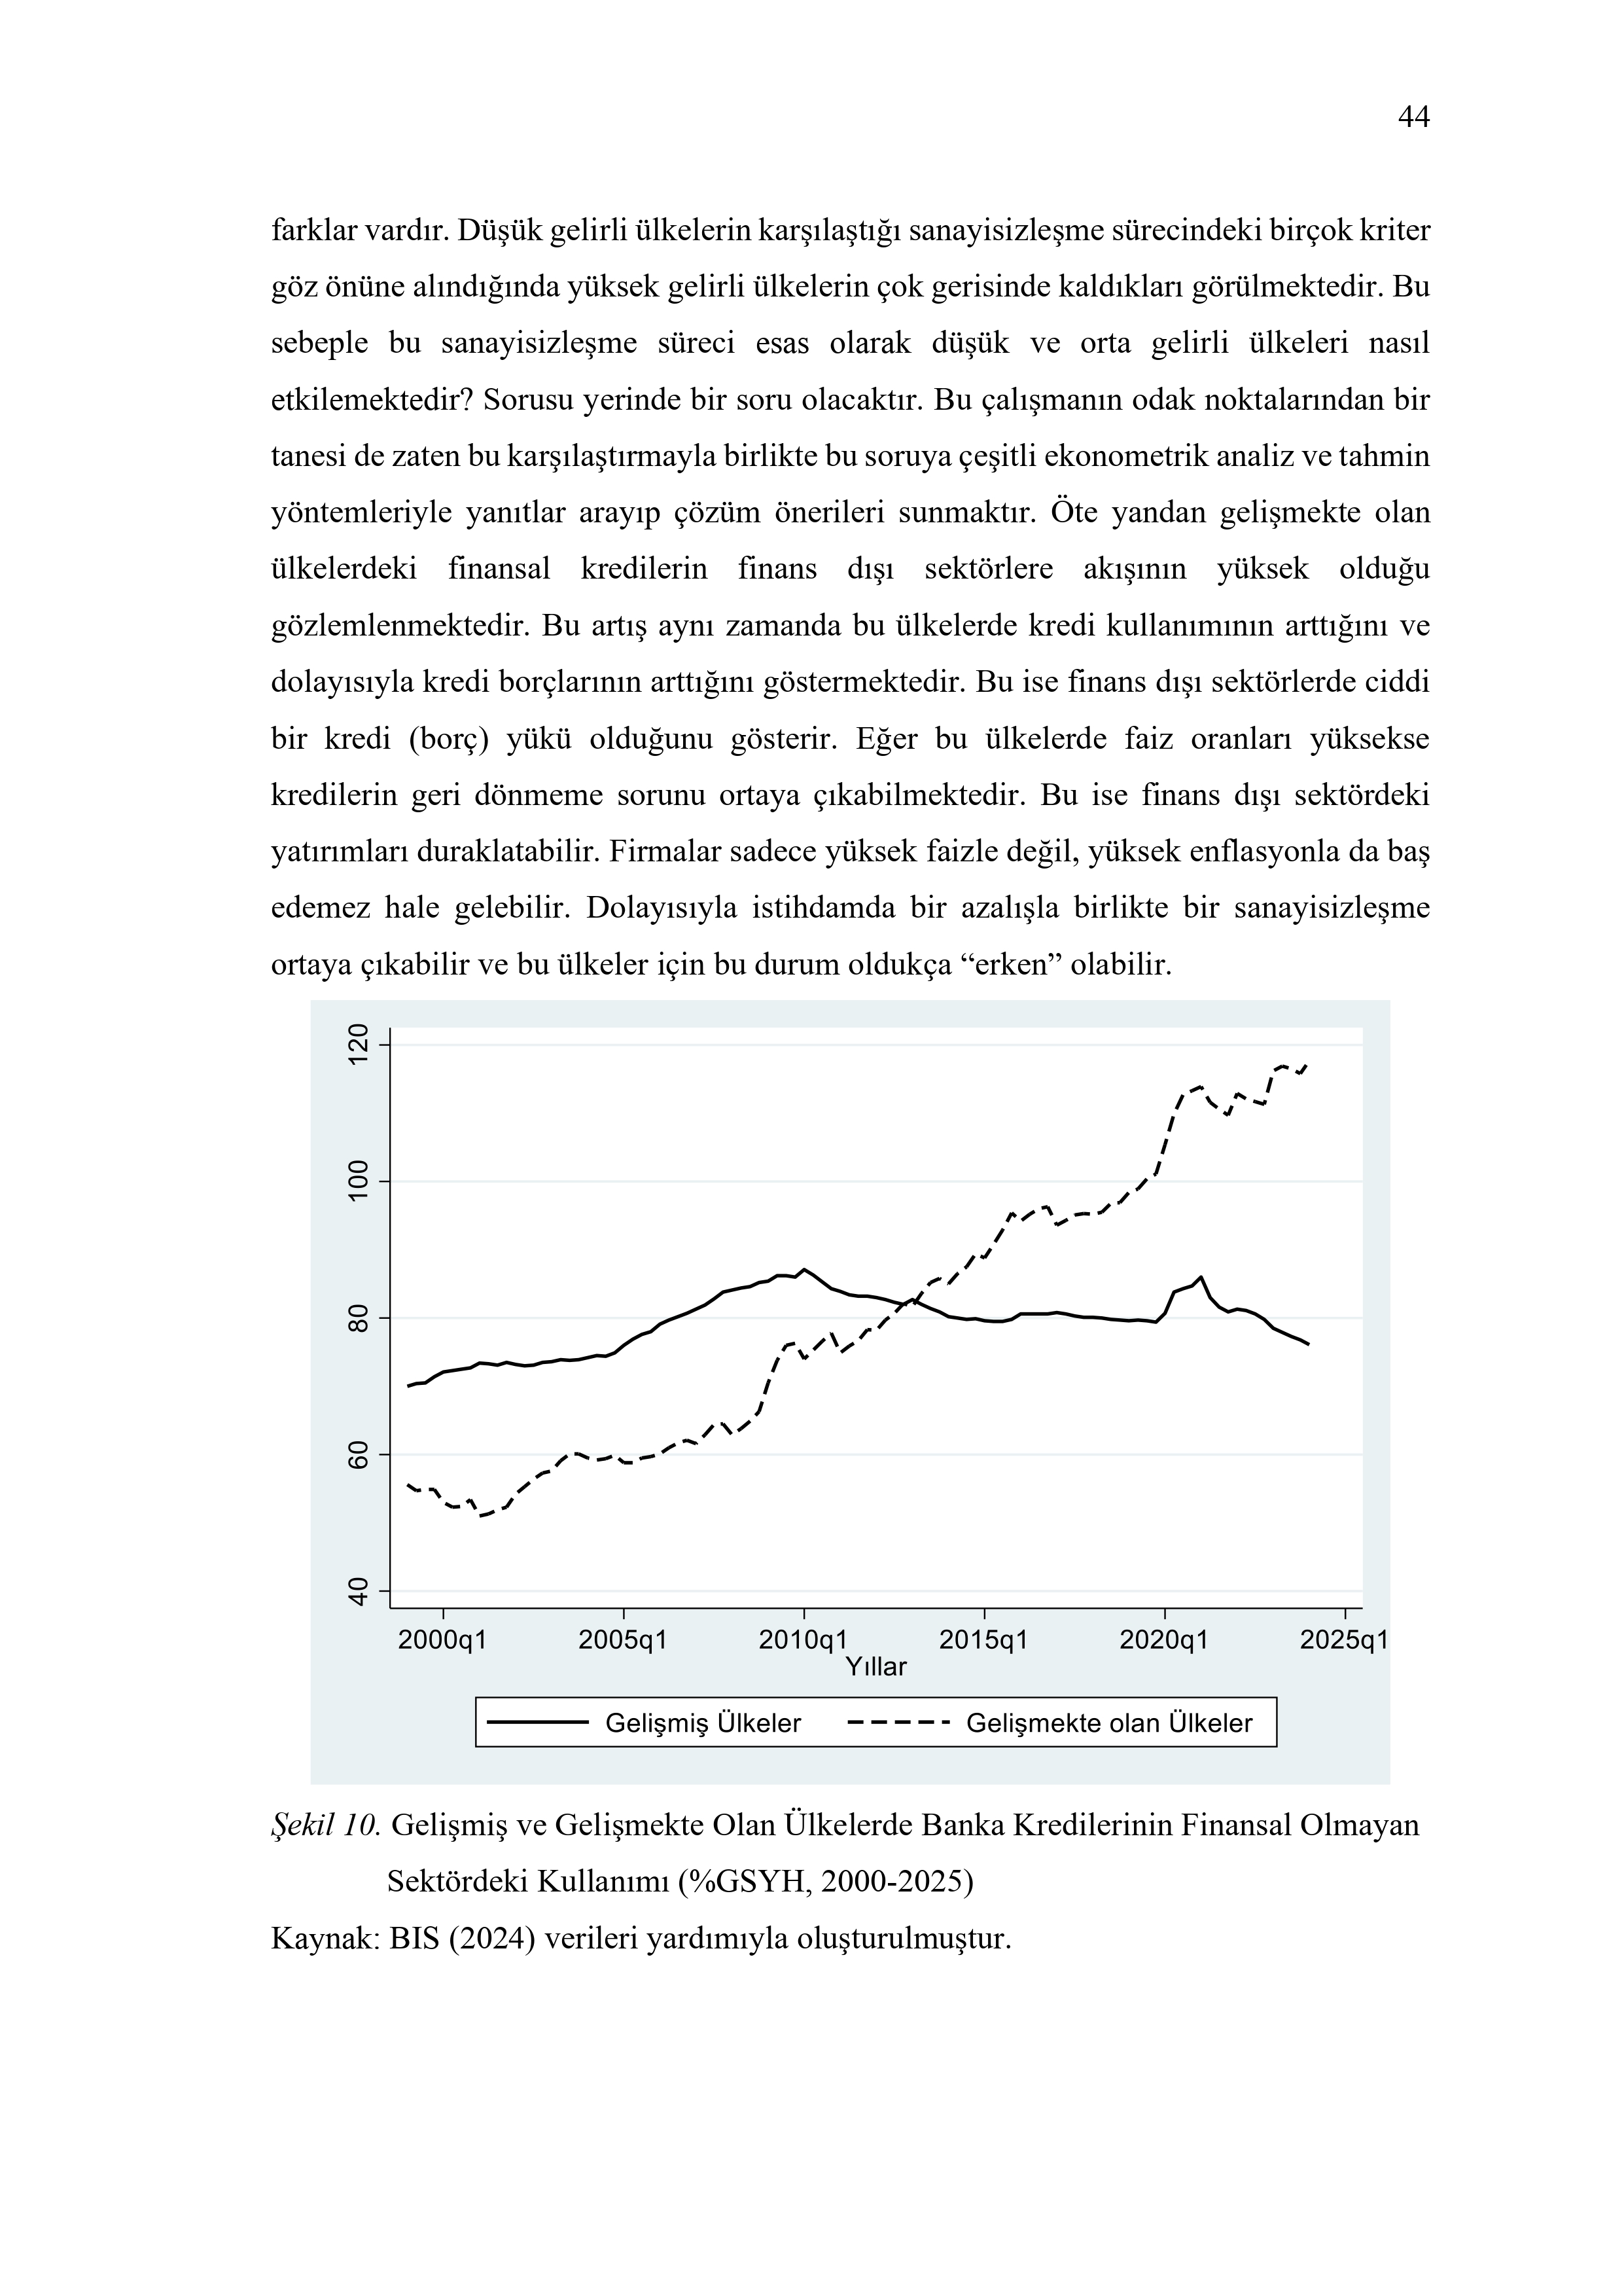 44
farklar vardır. Düşük gelirli ülkelerin karşılaştığı sanayisizleşme sürecindeki birçok kriter
göz önüne alındığında yüksek gelirli ülkelerin çok gerisinde kaldıkları görülmektedir. Bu
sebeple bu sanayisizleşme süreci esas olarak düşük ve orta gelirli ülkeleri nasıl
etkilemektedir? Sorusu yerinde bir soru olacaktır. Bu çalışmanın odak noktalarından bir
tanesi de zaten bu karşılaştırmayla birlikte bu soruya çeşitli ekonometrik analiz ve tahmin
yöntemleriyle yanıtlar arayıp çözüm önerileri sunmaktır. Öte yandan gelişmekte olan
ülkelerdeki finansal kredilerin finans dışı sektörlere akışının yüksek olduğu
gözlemlenmektedir. Bu artış aynı zamanda bu ülkelerde kredi kullanımının arttığını ve
dolayısıyla kredi borçlarının arttığını göstermektedir. Bu ise finans dışı sektörlerde ciddi
bir kredi (borç) yükü olduğunu gösterir. Eğer bu ülkelerde faiz oranları yüksekse
kredilerin geri dönmeme sorunu ortaya çıkabilmektedir. Bu ise finans dışı sektördeki
yatırımları duraklatabilir. Firmalar sadece yüksek faizle değil, yüksek enflasyonla da baş
edemez hale gelebilir. Dolayısıyla istihdamda bir azalışla birlikte bir sanayisizleşme
ortaya çıkabilir ve bu ülkeler için bu durum oldukça “erken” olabilir.
120
100
80
60
40
2000q1 2005q1 2010q1 2015q1 2020q1 2025q1
Yıllar
Gelişmiş Ülkeler Gelişmekte olan Ülkeler
Şekil 10. Gelişmiş ve Gelişmekte Olan Ülkelerde Banka Kredilerinin Finansal Olmayan
Sektördeki Kullanımı (%GSYH, 2000-2025)
Kaynak: BIS (2024) verileri yardımıyla oluşturulmuştur.